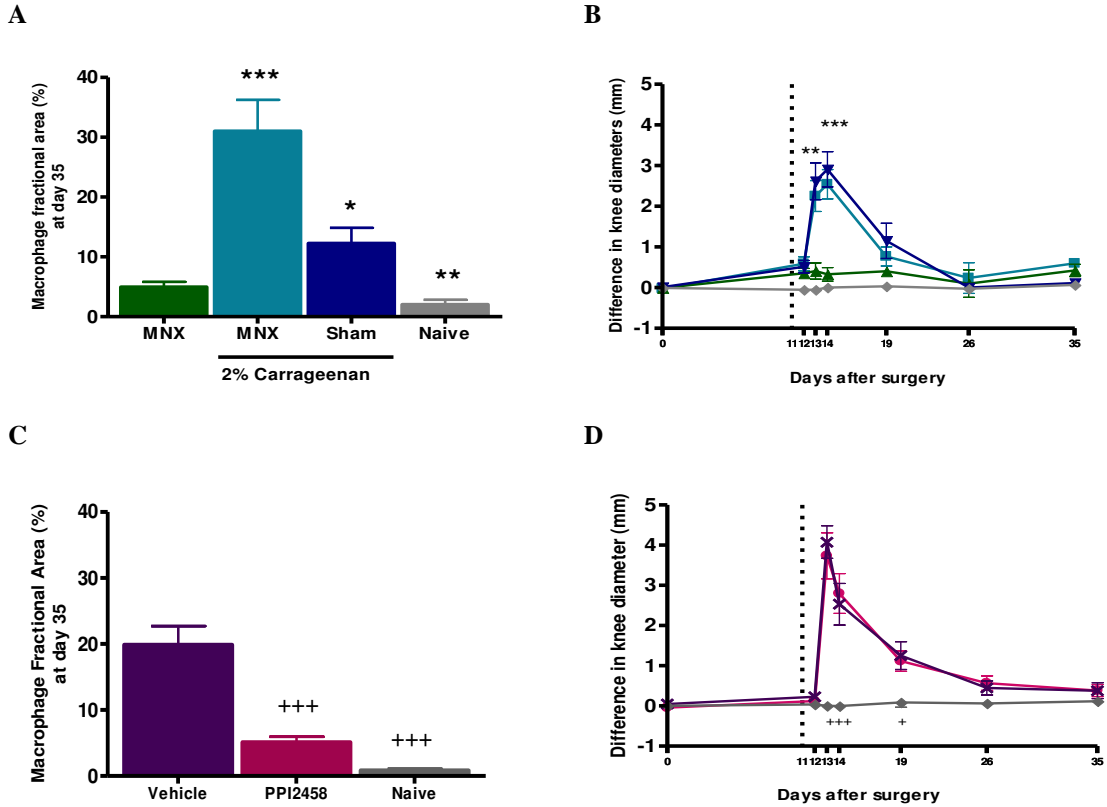 A
B
Macrophage fractional area (%)
at day 35
40
30
20
10
0
***
*
**
MNX
MNX
Sham
Naive
2% Carrageenan
Difference in knee diameters (mm)
5
4
3
2
1
0
-1
**
***
0
11
12
13
14
19
26
35
Days after surgery
C
D
Macrophage Fractional Area (%)
at day 35
40
30
20
10
0
+++
+++
Vehicle
PPI2458
Naive
Difference in knee diameter (mm)
5
4
3
2
1
0
-1
+++
+
0
11
12
13
14
19
26
35
Days after surgery